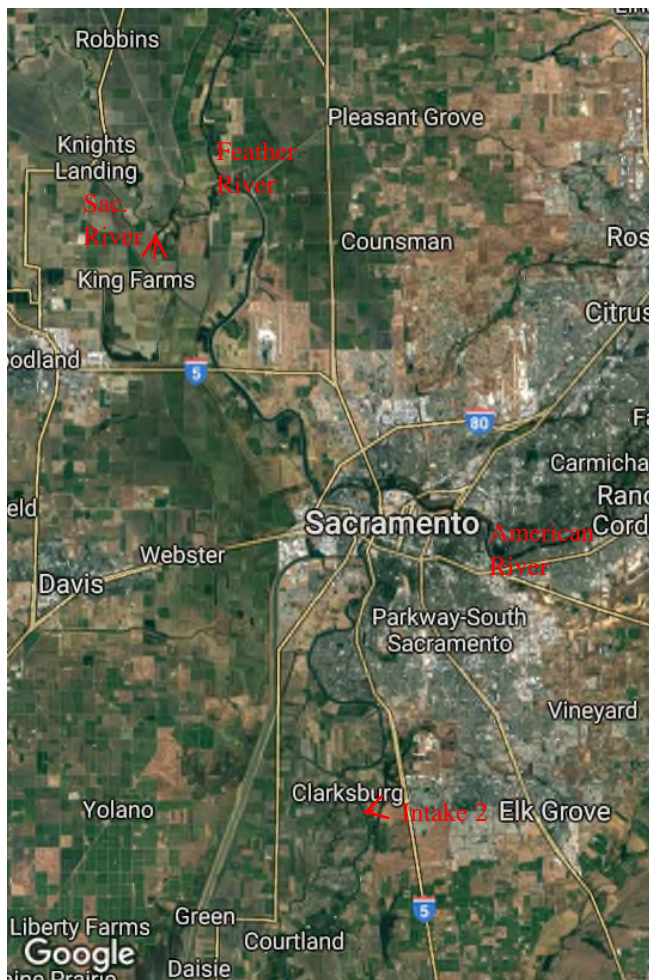 Robbins
Pleasant Grove
Knights
Landing
Feather
River
Sac.
River
Counsman
King Farms
Ros
Citrus
oodland
5
80
Fa
Carmicha
Ranc
Cord
eld
Sacramento
American
River
Webster
Davis
Parkway-South
Sacramento
Vineyard
Clarksburg
Yolano
Intake 2
Elk Grove
5
Green
Liberty Farms
Courtland
Google
Daisie